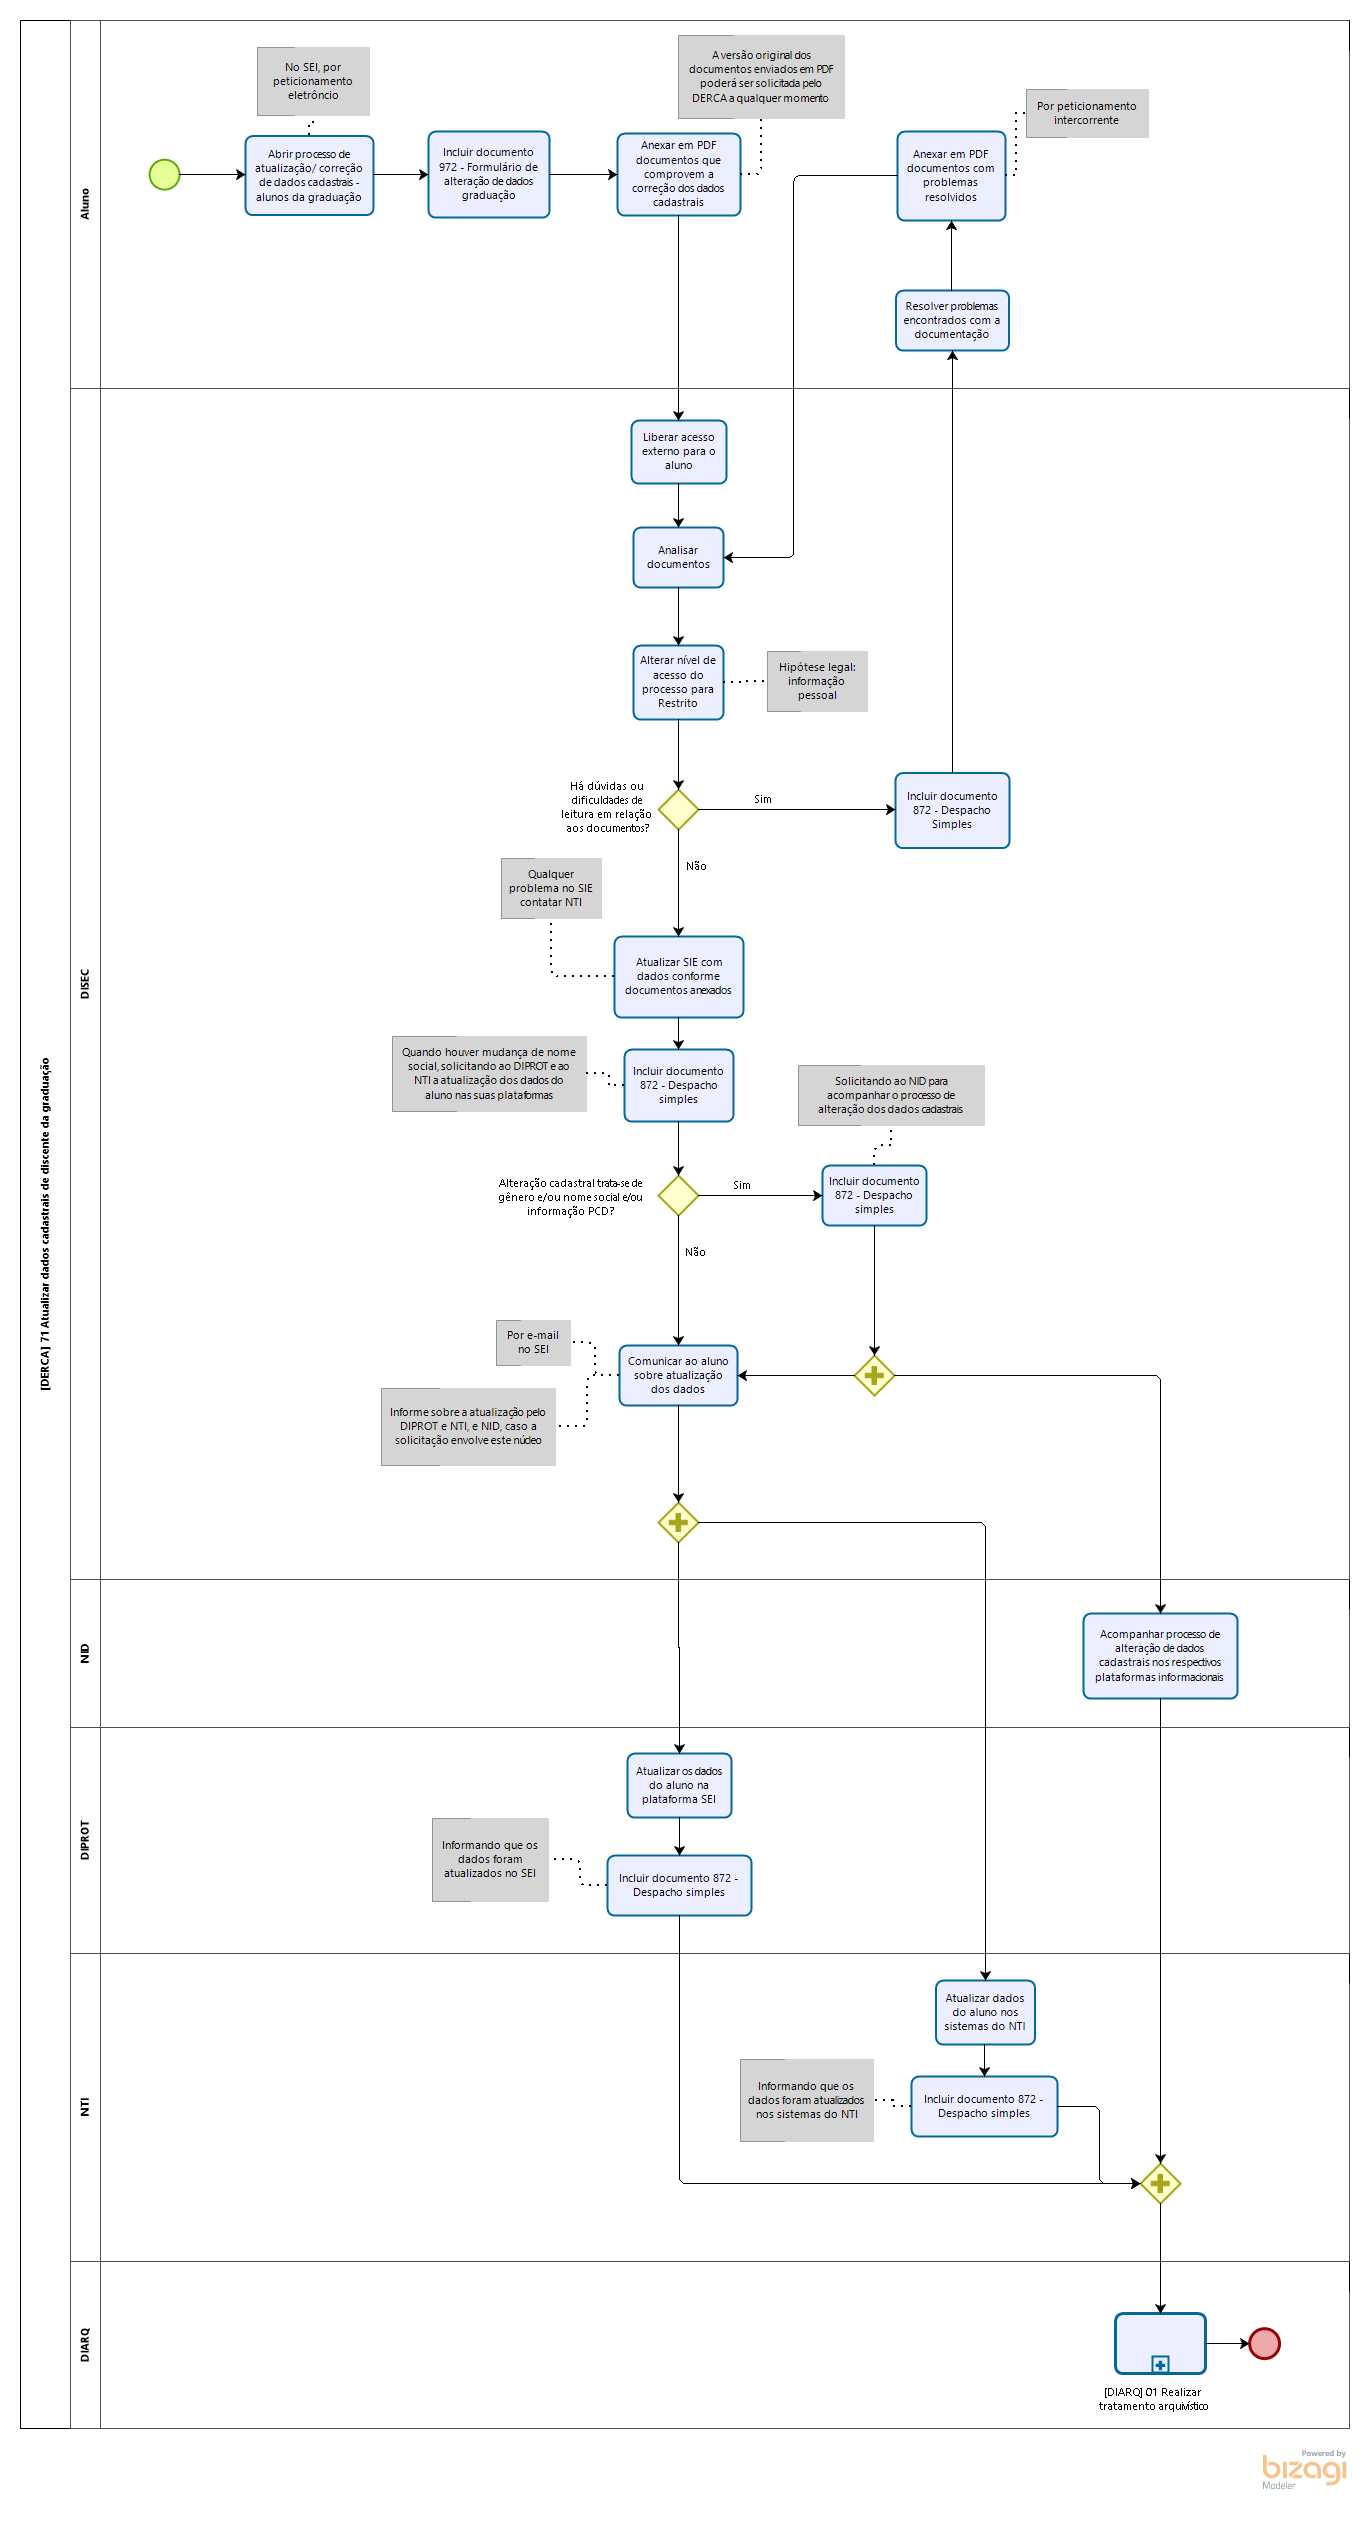 [DERCA] 71 Atualizar dados cadastrais de discente da graduação
Aluno
No SEI, por
peticionamento
eletrôncio
Abrir processo de
atualização/ correção
de dados cadastrais -
alunos da graduação
Incluir documento
972 - Formulário de
alteração de dados
graduação
A versão original dos
documentos enviados em PDF
poderá ser solicitada pelo
DERCA a qualquer momento
Anexar em PDF
documentos que
comprovem a
correção dos dados
cadastrais
Anexar em PDF
documentos com
problemas
resolvidos
Por peticionamento
intercorrente
Resolver problemas
encontrados com a
documentação
DISEC
Liberar acesso
externo para o
aluno
Analisar
documentos
Alterar nível de
acesso do
processo para
Restrito
Hipótese legal:
informação
pessoal
Há dúvidas ou
dificuldades de
leitura em relação
aos documentos?
Sim
Incluir documento
872 - Despacho
Simples
Não
Qualquer
problema no SIE
contatar NTI
Atualizar SIE com
dados conforme
documentos anexados
Quando houver mudança de nome
social, solicitando ao DIPROT e ao
NTI a atualização dos dados do
aluno nas suas plataformas
Incluir documento
872 - Despacho
simples
Solicitando ao NID para
acompanhar o processo de
alteração dos dados cadastrais
Alteração cadastral trata-se de
gênero e/ou nome social e/ou
informação PCD?
Sim
Incluir documento
872 - Despacho
simples
Não
Por e-mail
no SEI
Comunicar ao aluno
sobre atualização
dos dados
Informe sobre a atualização pelo
DIPROT e NTI, e NID, caso a
solicitação envolve este núcleo
NID
Acompanhar processo de
alteração de dados
cadastrais nos respectivos
plataformas informacionais
DIPROT
Atualizar os dados
do aluno na
plataforma SEI
Informando que os
dados foram
atualizados no SEI
Incluir documento 872 -
Despacho simples
NTI
Atualizar dados
do aluno nos
sistemas do NTI
Informando que os
dados foram atualizados
nos sistemas do NTI
Incluir documento 872 -
Despacho simples
DIARQ
[DIARQ] 01 Realizar
tratamento arquivístico
Powered by
bizagi
Modeler